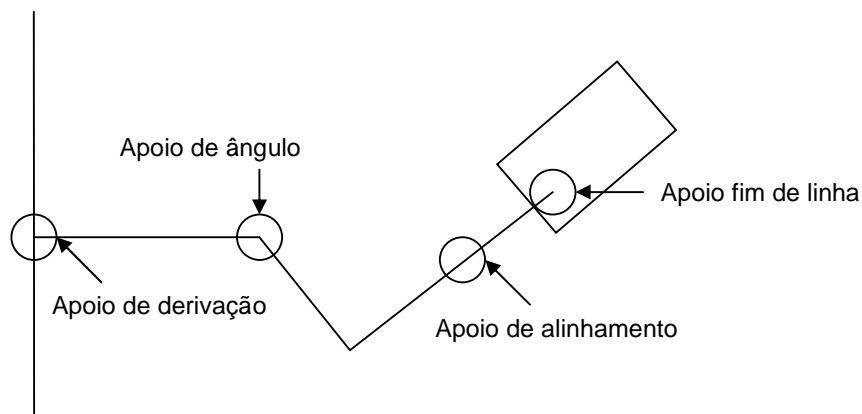 Apoio de ângulo
Apoio fim de linha
Apoio de derivação
Apoio de alinhamento